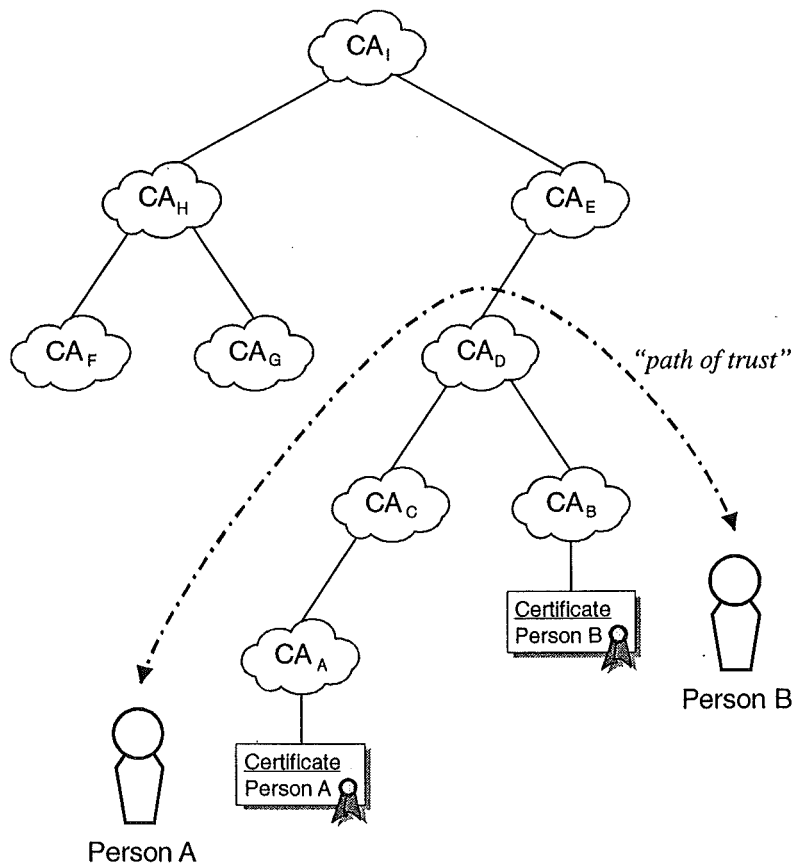 CA_I
CA_H
CA_E
CA_F
CA_G
CA_D
"path of trust"
CA_C
CA_B
Certificate
Person B
CA_A
Person B
Certificate
Person A
Person A